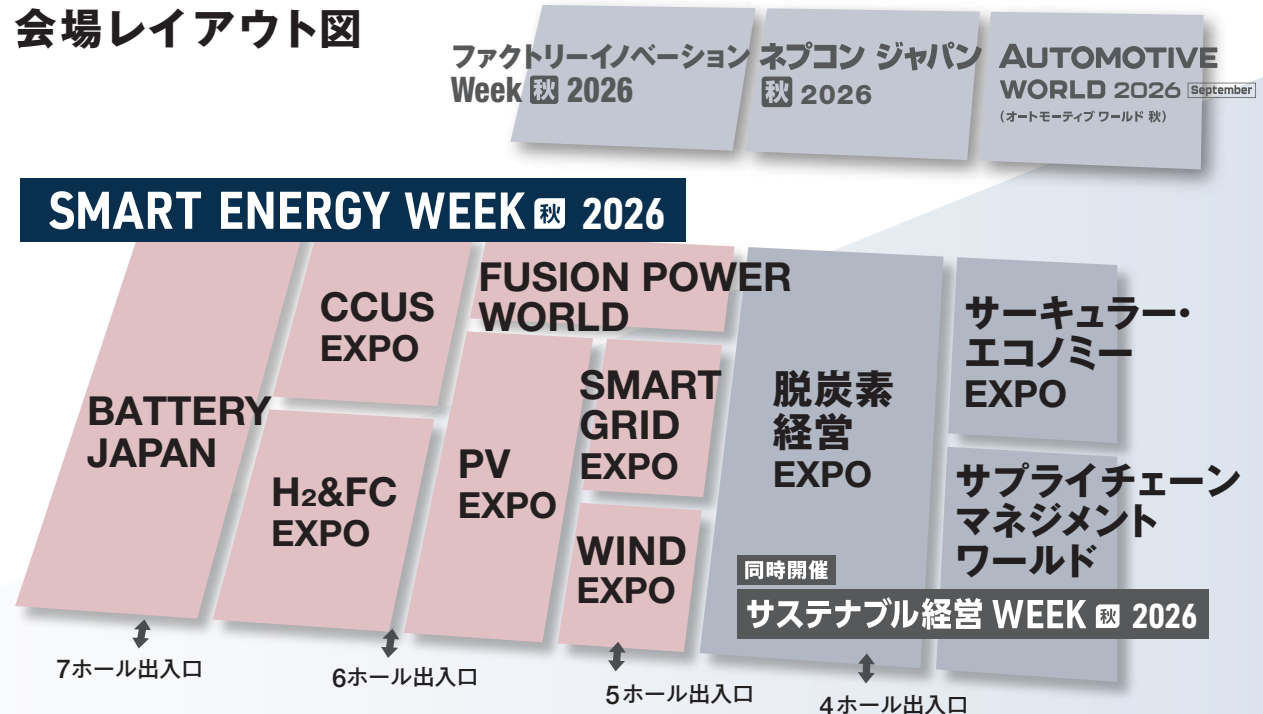 会場レイアウト図
ファクトリーイノベーション
Week 秋 2026
ネプコン ジャパン
秋 2026
AUTOMOTIVE
WORLD 2026 September
（オートモーティブ ワールド 秋）
SMART ENERGY WEEK 秋 2026
BATTERY
JAPAN
CCUS
EXPO
H2&FC
EXPO
FUSION POWER
WORLD
PV
EXPO
SMART
GRID
EXPO
WIND
EXPO
脱炭素
経営
EXPO
サーキュラー・
エコノミー
EXPO
サプライチェーン
マネジメント
ワールド
同時開催
サステナブル経営 WEEK 秋 2026
7ホール出入口
6ホール出入口
5ホール出入口
4ホール出入口